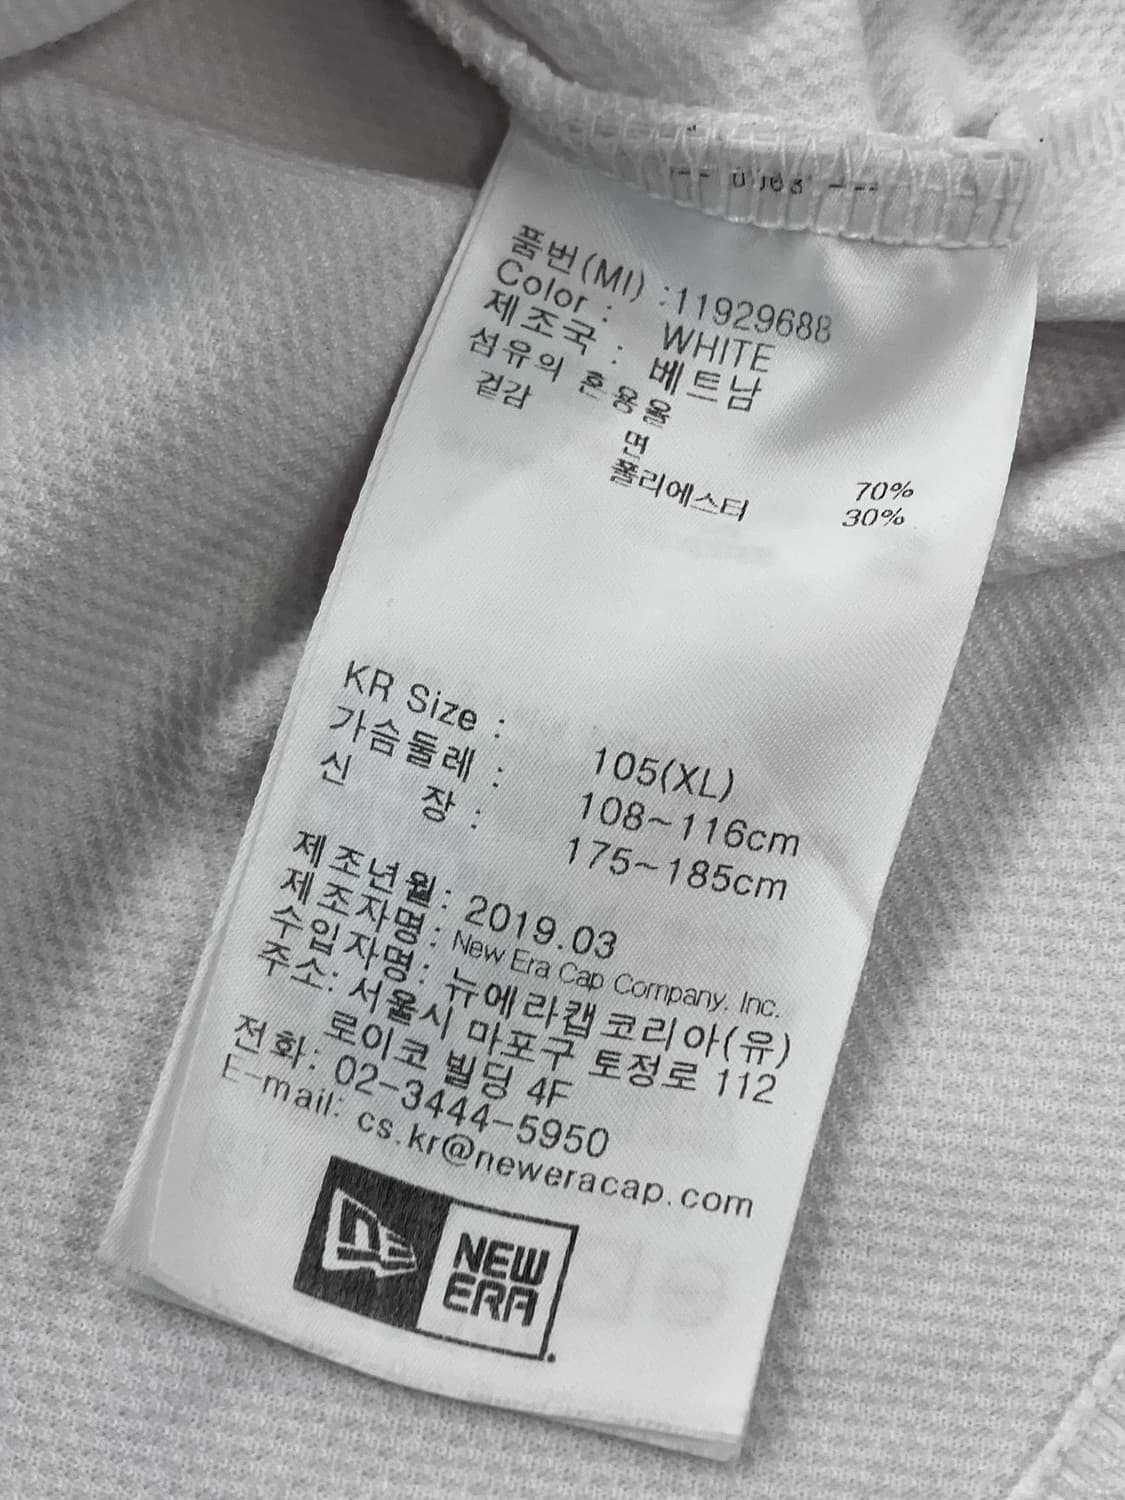 품번(MI) : 11929688
Color : WHITE
제조국 : 베트남
섬유의 혼용율
겉감
면 70%
폴리에스터 30%
KR Size : 105(XL)
가슴둘레 : 108~116cm
신 장 : 175~185cm
제조년월: 2019.03
제조자명: New Era Cap Company. Inc.
수입자명: 뉴에라캡코리아(유)
주소: 서울시 마포구 토정로 112
로이코 빌딩 4F
전화: 02-3444-5950
E-mail: cs.kr@neweracap.com
NEW
ERA